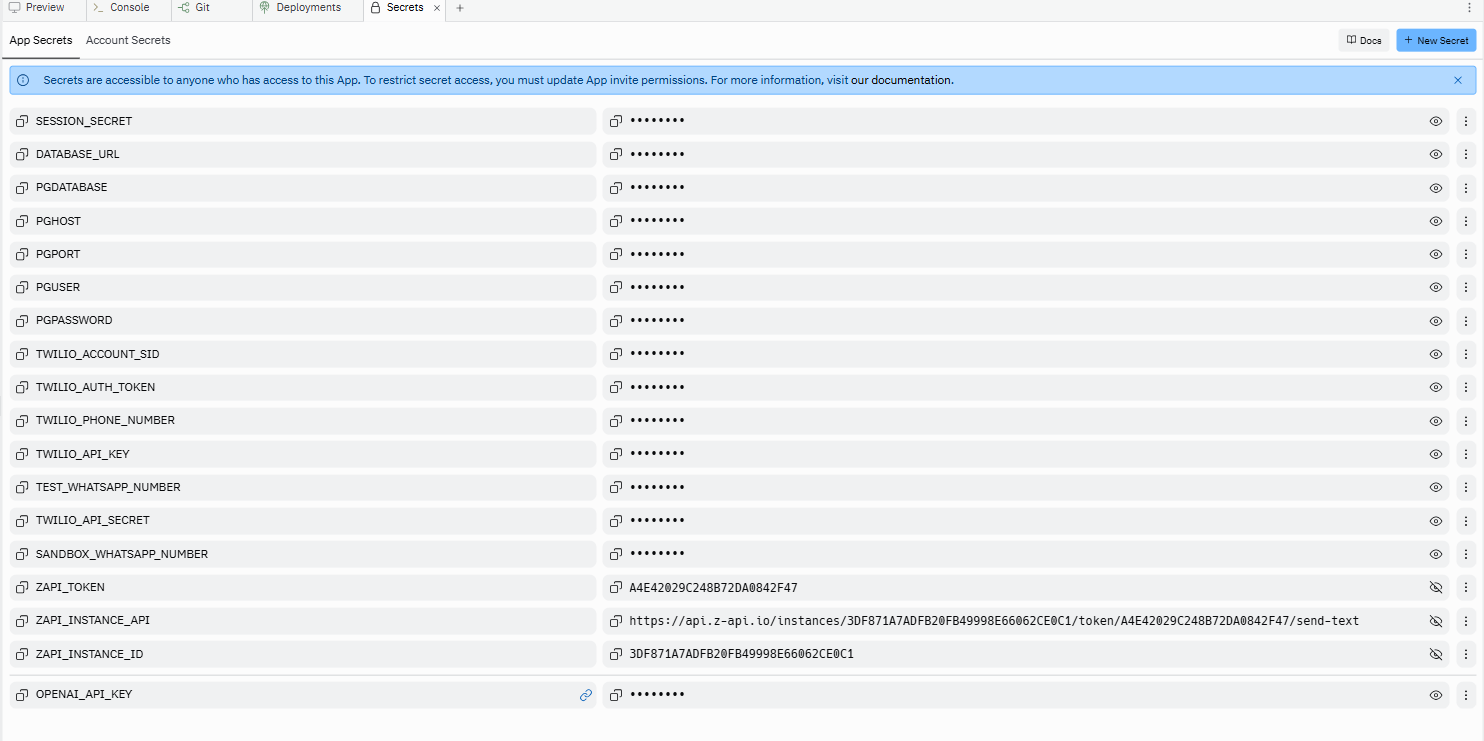 Preview Console Git Deployments Secrets
App Secrets Account Secrets Docs + New Secret
Secrets are accessible to anyone who has access to this App. To restrict secret access, you must update App invite permissions. For more information, visit our documentation.
SESSION_SECRET ••••••••
DATABASE_URL ••••••••
PGDATABASE ••••••••
PGHOST ••••••••
PGPORT ••••••••
PGUSER ••••••••
PGPASSWORD ••••••••
TWILIO_ACCOUNT_SID ••••••••
TWILIO_AUTH_TOKEN ••••••••
TWILIO_PHONE_NUMBER ••••••••
TWILIO_API_KEY ••••••••
TEST_WHATSAPP_NUMBER ••••••••
TWILIO_API_SECRET ••••••••
SANDBOX_WHATSAPP_NUMBER ••••••••
ZAPI_TOKEN A4E42029C248B72DA0842F47
ZAPI_INSTANCE_API https://api.z-api.io/instances/3DF871A7ADFB20FB49998E66062CE0C1/token/A4E42029C248B72DA0842F47/send-text
ZAPI_INSTANCE_ID 3DF871A7ADFB20FB49998E66062CE0C1
OPENAI_API_KEY ••••••••